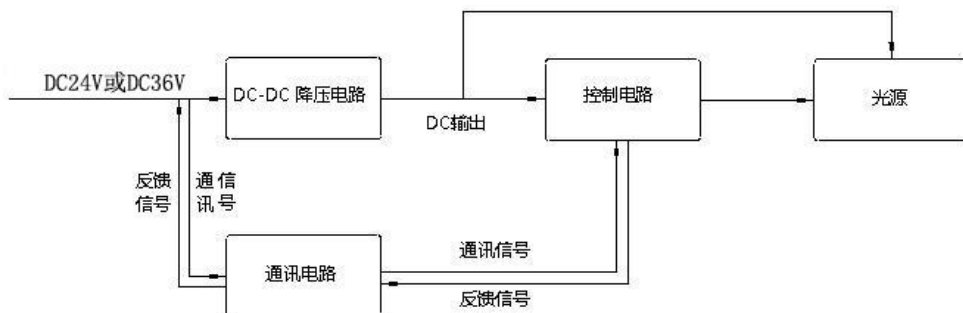 DC24V或DC36V
DC-DC 降压电路
控制电路
光源
DC输出
反馈
信号
通 信
讯 号
通讯信号
通讯电路
反馈信号